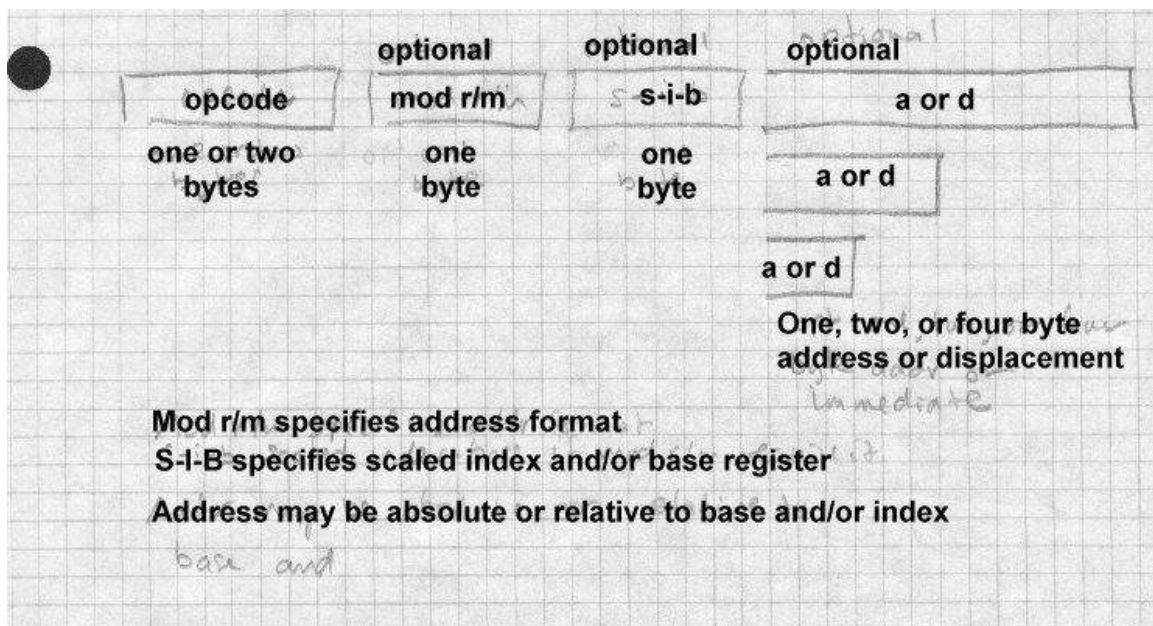 optional optional optional
opcode mod r/m s-i-b a or d
one or two bytes one byte one byte
a or d
a or d
One, two, or four byte
address or displacement
immediate
Mod r/m specifies address format
S-I-B specifies scaled index and/or base register
Address may be absolute or relative to base and/or index
base and